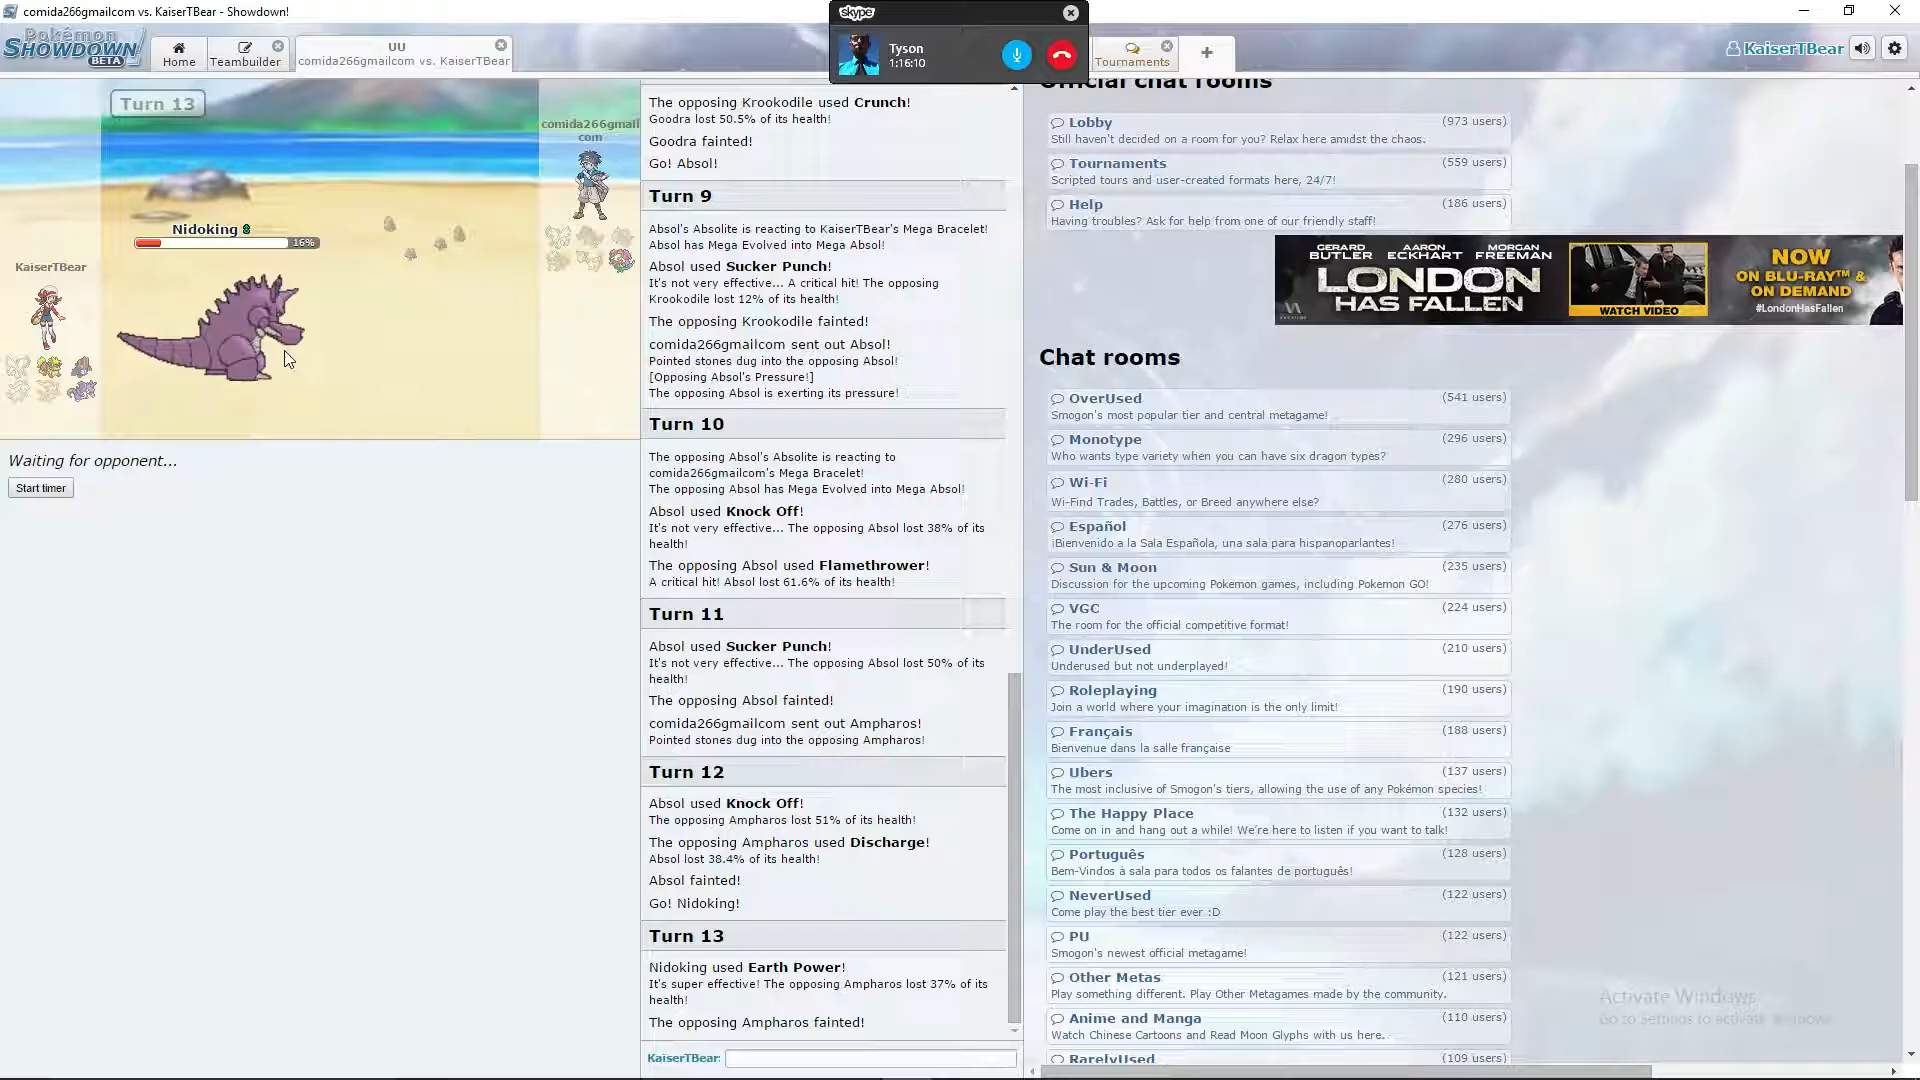 comida266gmailcom vs. KaiserTBear - Showdown!
skype
Tyson
1:16:10
Pokémon
SHOWDOWN
BETA
Home
Teambuilder
UU
comida266gmailcom vs. KaiserTBear
Tournaments
+
KaiserTBear
Turn 13
comida266gmail
com
Nidoking
16%
KaiserTBear
Waiting for opponent...
Start timer
The opposing Krookodile used Crunch!
Goodra lost 50.5% of its health!
Goodra fainted!
Go! Absol!
Turn 9
Absol's Absolite is reacting to KaiserTBear's Mega Bracelet!
Absol has Mega Evolved into Mega Absol!
Absol used Sucker Punch!
It's not very effective... A critical hit! The opposing
Krookodile lost 12% of its health!
The opposing Krookodile fainted!
comida266gmailcom sent out Absol!
Pointed stones dug into the opposing Absol!
[Opposing Absol's Pressure!]
The opposing Absol is exerting its pressure!
Turn 10
The opposing Absol's Absolite is reacting to
comida266gmailcom's Mega Bracelet!
The opposing Absol has Mega Evolved into Mega Absol!
Absol used Knock Off!
It's not very effective... The opposing Absol lost 38% of its
health!
The opposing Absol used Flamethrower!
A critical hit! Absol lost 61.6% of its health!
Turn 11
Absol used Sucker Punch!
It's not very effective... The opposing Absol lost 50% of its
health!
The opposing Absol fainted!
comida266gmailcom sent out Ampharos!
Pointed stones dug into the opposing Ampharos!
Turn 12
Absol used Knock Off!
The opposing Ampharos lost 51% of its health!
The opposing Ampharos used Discharge!
Absol lost 38.4% of its health!
Absol fainted!
Go! Nidoking!
Turn 13
Nidoking used Earth Power!
It's super effective! The opposing Ampharos lost 37% of its
health!
The opposing Ampharos fainted!
KaiserTBear:
Official chat rooms
Lobby (973 users)
Still haven't decided on a room for you? Relax here amidst the chaos.
Tournaments (559 users)
Scripted tours and user-created formats here, 24/7!
Help (186 users)
Having troubles? Ask for help from one of our friendly staff!
GERARD BUTLER AARON ECKHART MORGAN FREEMAN
LONDON
HAS FALLEN
WATCH VIDEO
NOW
ON BLU-RAY™ &
ON DEMAND
#LondonHasFallen
Chat rooms
OverUsed (541 users)
Smogon's most popular tier and central metagame!
Monotype (296 users)
Who wants type variety when you can have six dragon types?
Wi-Fi (280 users)
Wi-Find Trades, Battles, or Breed anywhere else?
Español (276 users)
¡Bienvenido a la Sala Española, una sala para hispanoparlantes!
Sun & Moon (235 users)
Discussion for the upcoming Pokemon games, including Pokemon GO!
VGC (224 users)
The room for the official competitive format!
UnderUsed (210 users)
Underused but not underplayed!
Roleplaying (190 users)
Join a world where your imagination is the only limit!
Français (188 users)
Bienvenue dans la salle française
Ubers (137 users)
The most inclusive of Smogon's tiers, allowing the use of any Pokémon species!
The Happy Place (132 users)
Come on in and hang out a while! We're here to listen if you want to talk!
Português (128 users)
Bem-Vindos à sala para todos os falantes de português!
NeverUsed (122 users)
Come play the best tier ever :D
PU (122 users)
Smogon's newest official metagame!
Other Metas (121 users)
Play something different. Play Other Metagames made by the community.
Anime and Manga (110 users)
Watch Chinese Cartoons and Read Moon Glyphs with us here.
RarelyUsed (109 users)
Activate Windows
Go to Settings to activate Windows.